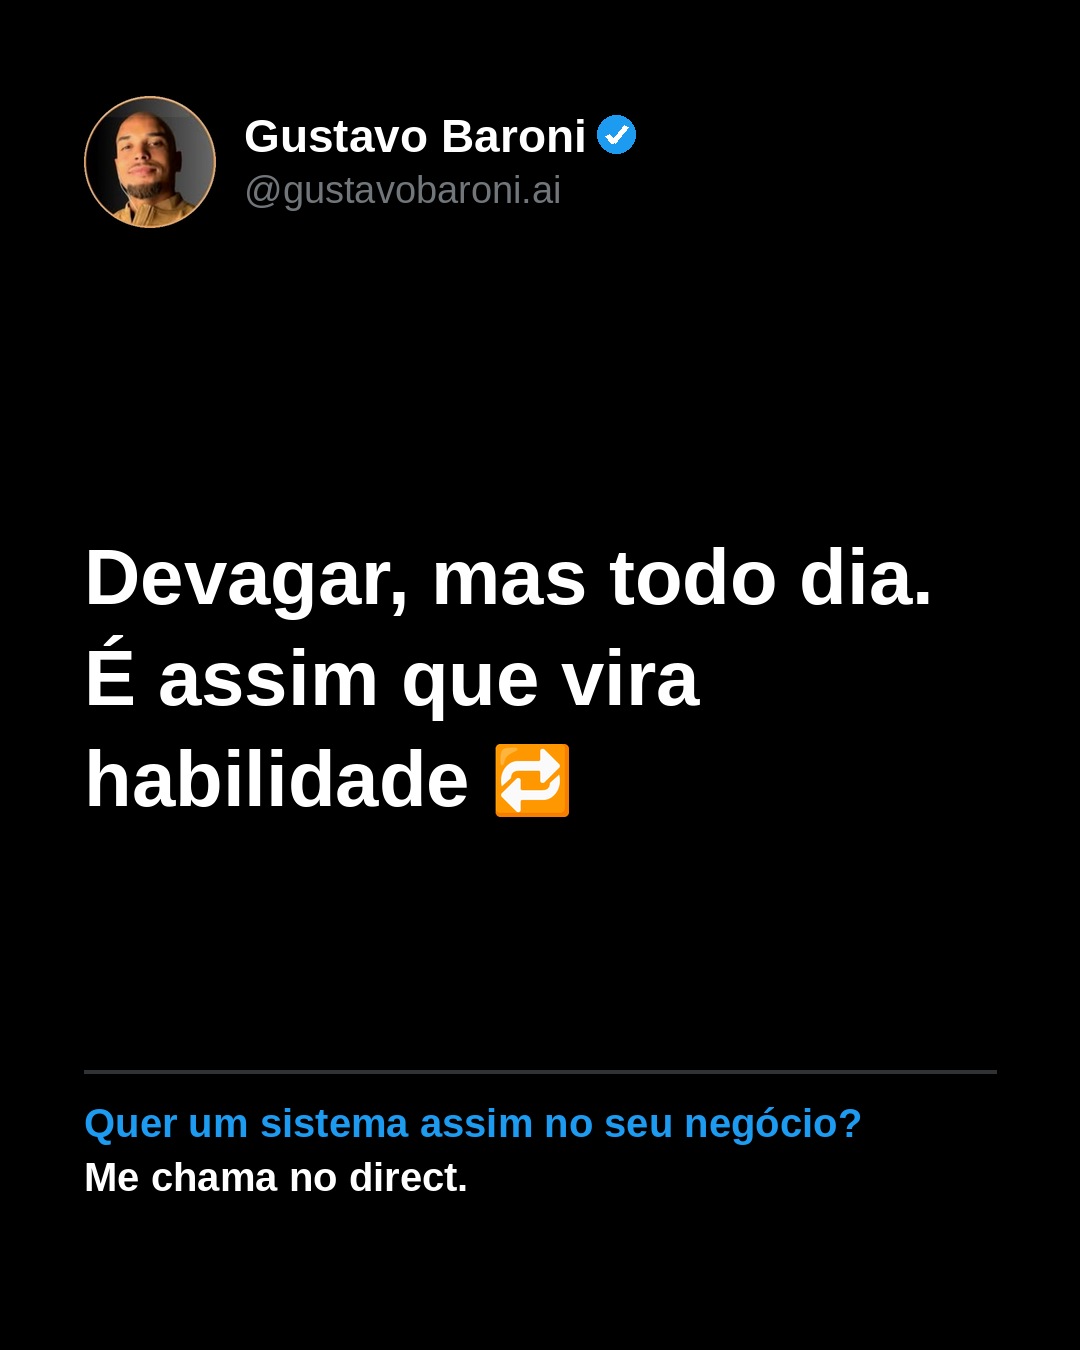 Gustavo Baroni
@gustavobaroni.ai
Devagar, mas todo dia.
É assim que vira
habilidade 🔁
Quer um sistema assim no seu negócio?
Me chama no direct.